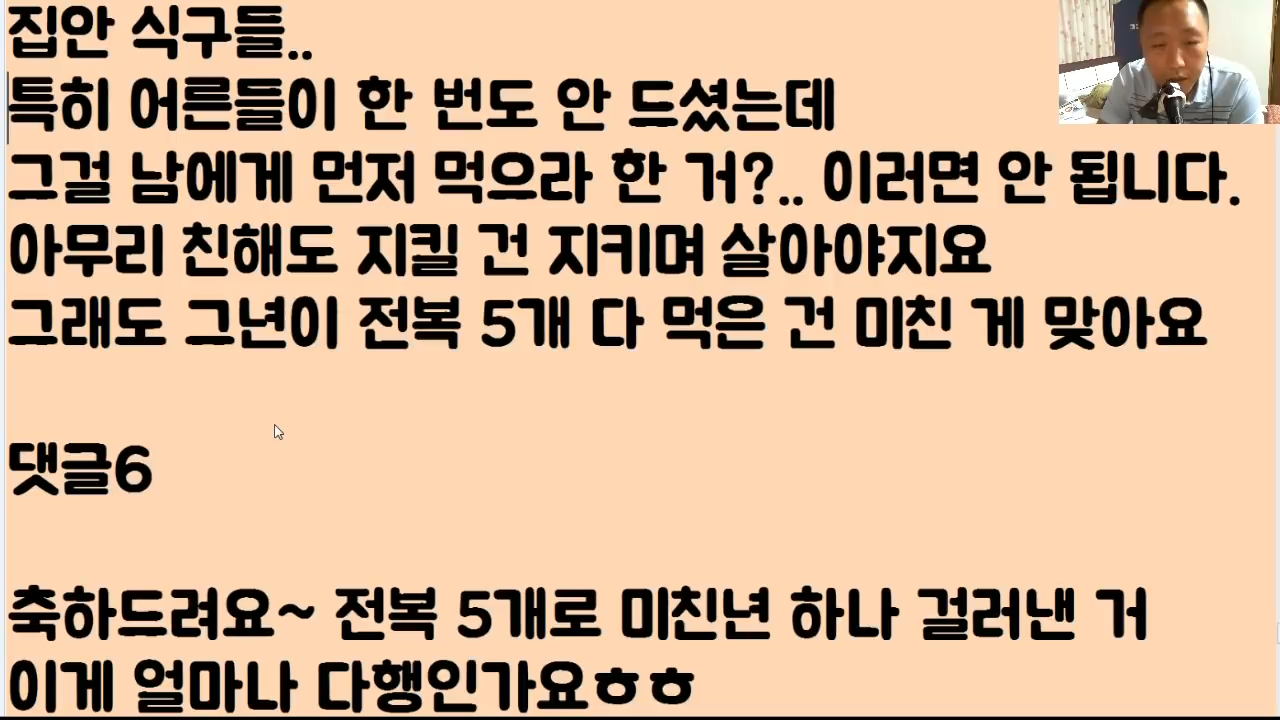 집안 식구들..
특히 어른들이 한 번도 안 드셨는데
그걸 남에게 먼저 먹으라 한 거?.. 이러면 안 됩니다.
아무리 친해도 지킬 건 지키며 살아야지요
그래도 그년이 전복 5개 다 먹은 건 미친 게 맞아요
댓글6
축하드려요~ 전복 5개로 미친년 하나 걸러낸 거
이게 얼마나 다행인가요ㅎㅎ